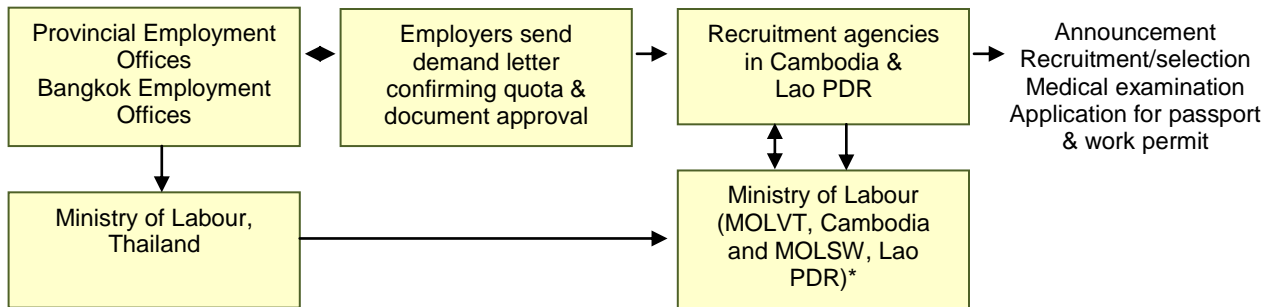 Provincial Employment
Offices
Bangkok Employment
Offices
Employers send
demand letter
confirming quota &
document approval
Recruitment agencies
in Cambodia &
Lao PDR
Announcement
Recruitment/selection
Medical examination
Application for passport
& work permit
Ministry of Labour,
Thailand
Ministry of Labour
(MOLVT, Cambodia
and MOLSW, Lao
PDR)*